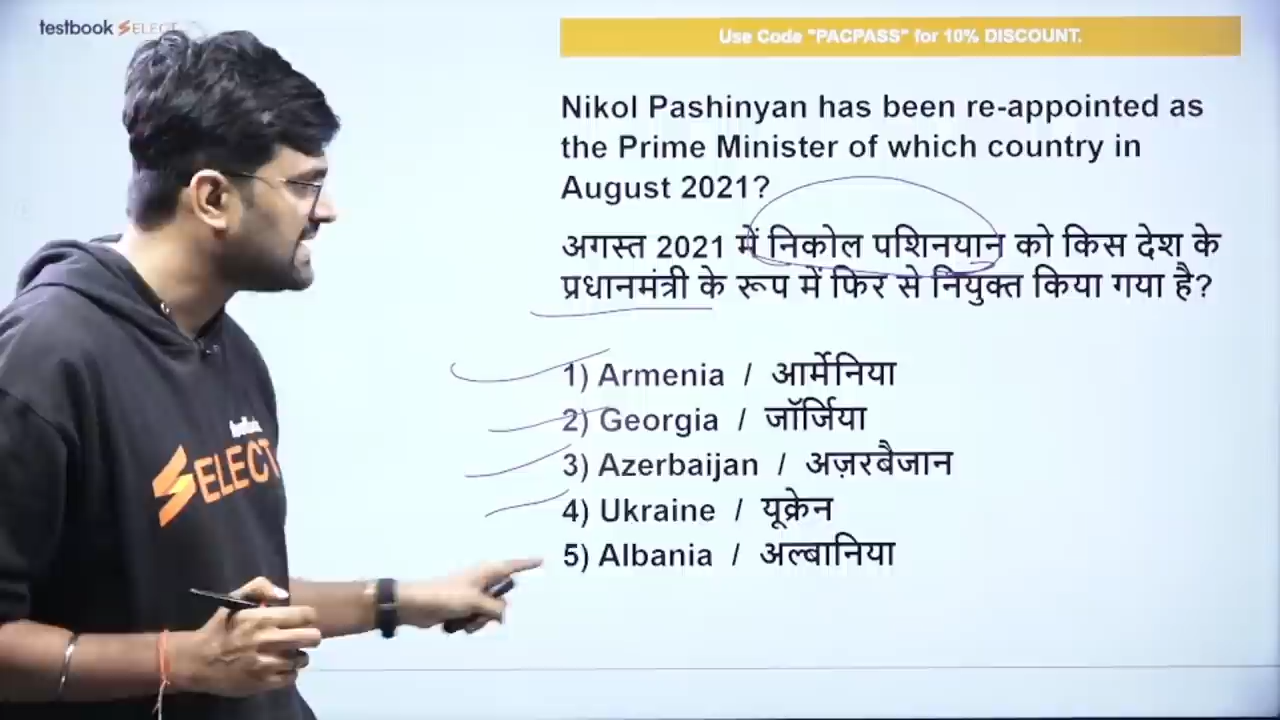 testbook SELECT
Use Code "PACPASS" for 10% DISCOUNT.
Nikol Pashinyan has been re-appointed as
the Prime Minister of which country in
August 2021?
अगस्त 2021 में निकोल पशिनयान को किस देश के
प्रधानमंत्री के रूप में फिर से नियुक्त किया गया है?
1) Armenia / आर्मेनिया
2) Georgia / जॉर्जिया
3) Azerbaijan / अज़रबैजान
4) Ukraine / यूक्रेन
5) Albania / अल्बानिया
SELECT